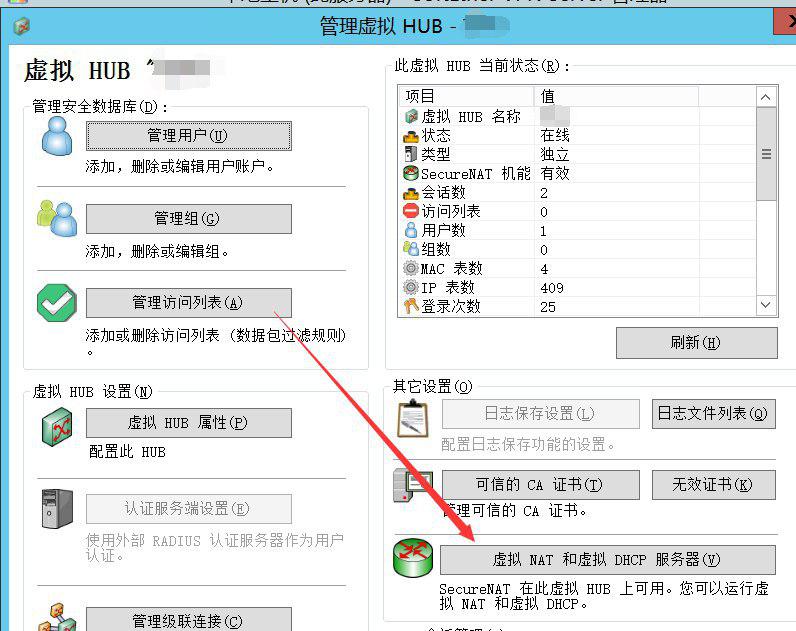 管理虚拟 HUB -
虚拟 HUB
管理安全数据库(D):
管理用户(U)
添加，删除或编辑用户账户。
管理组(G)
添加，删除或编辑组。
管理访问列表(A)
添加或删除访问列表 (数据包过滤规则)
。
虚拟 HUB 设置(N)
虚拟 HUB 属性(P)
配置此 HUB
认证服务端设置(E)
使用外部 RADIUS 认证服务器作为用户
认证。
管理级联连接(C)
此虚拟 HUB 当前状态(R):
项目 值
虚拟 HUB 名称
状态 在线
类型 独立
SecureNAT 机能 有效
会话数 2
访问列表 0
用户数 1
组数 0
MAC 表数 4
IP 表数 409
登录次数 25
刷新(H)
其它设置(O)
日志保存设置(L) 日志文件列表(Q)
配置日志保存功能的设置。
可信的 CA 证书(T) 无效证书(K)
管理可信的 CA 证书。
虚拟 NAT 和虚拟 DHCP 服务器(V)
SecureNAT 在此虚拟 HUB 上可用。您可以运行虚
拟 NAT 和虚拟 DHCP。